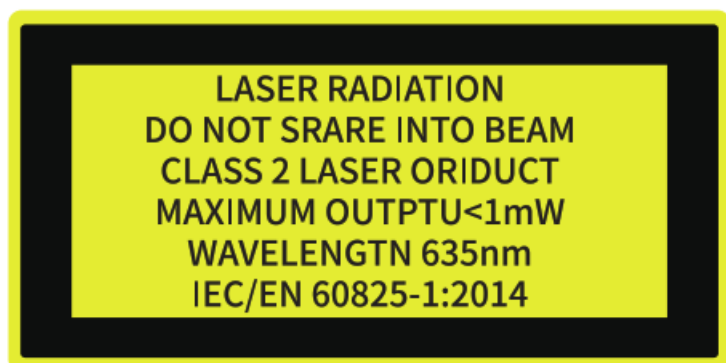 LASER RADIATION
DO NOT SRARE INTO BEAM
CLASS 2 LASER ORIDUCT
MAXIMUM OUTPTU<1mW
WAVELENGTN 635nm
IEC/EN 60825-1:2014